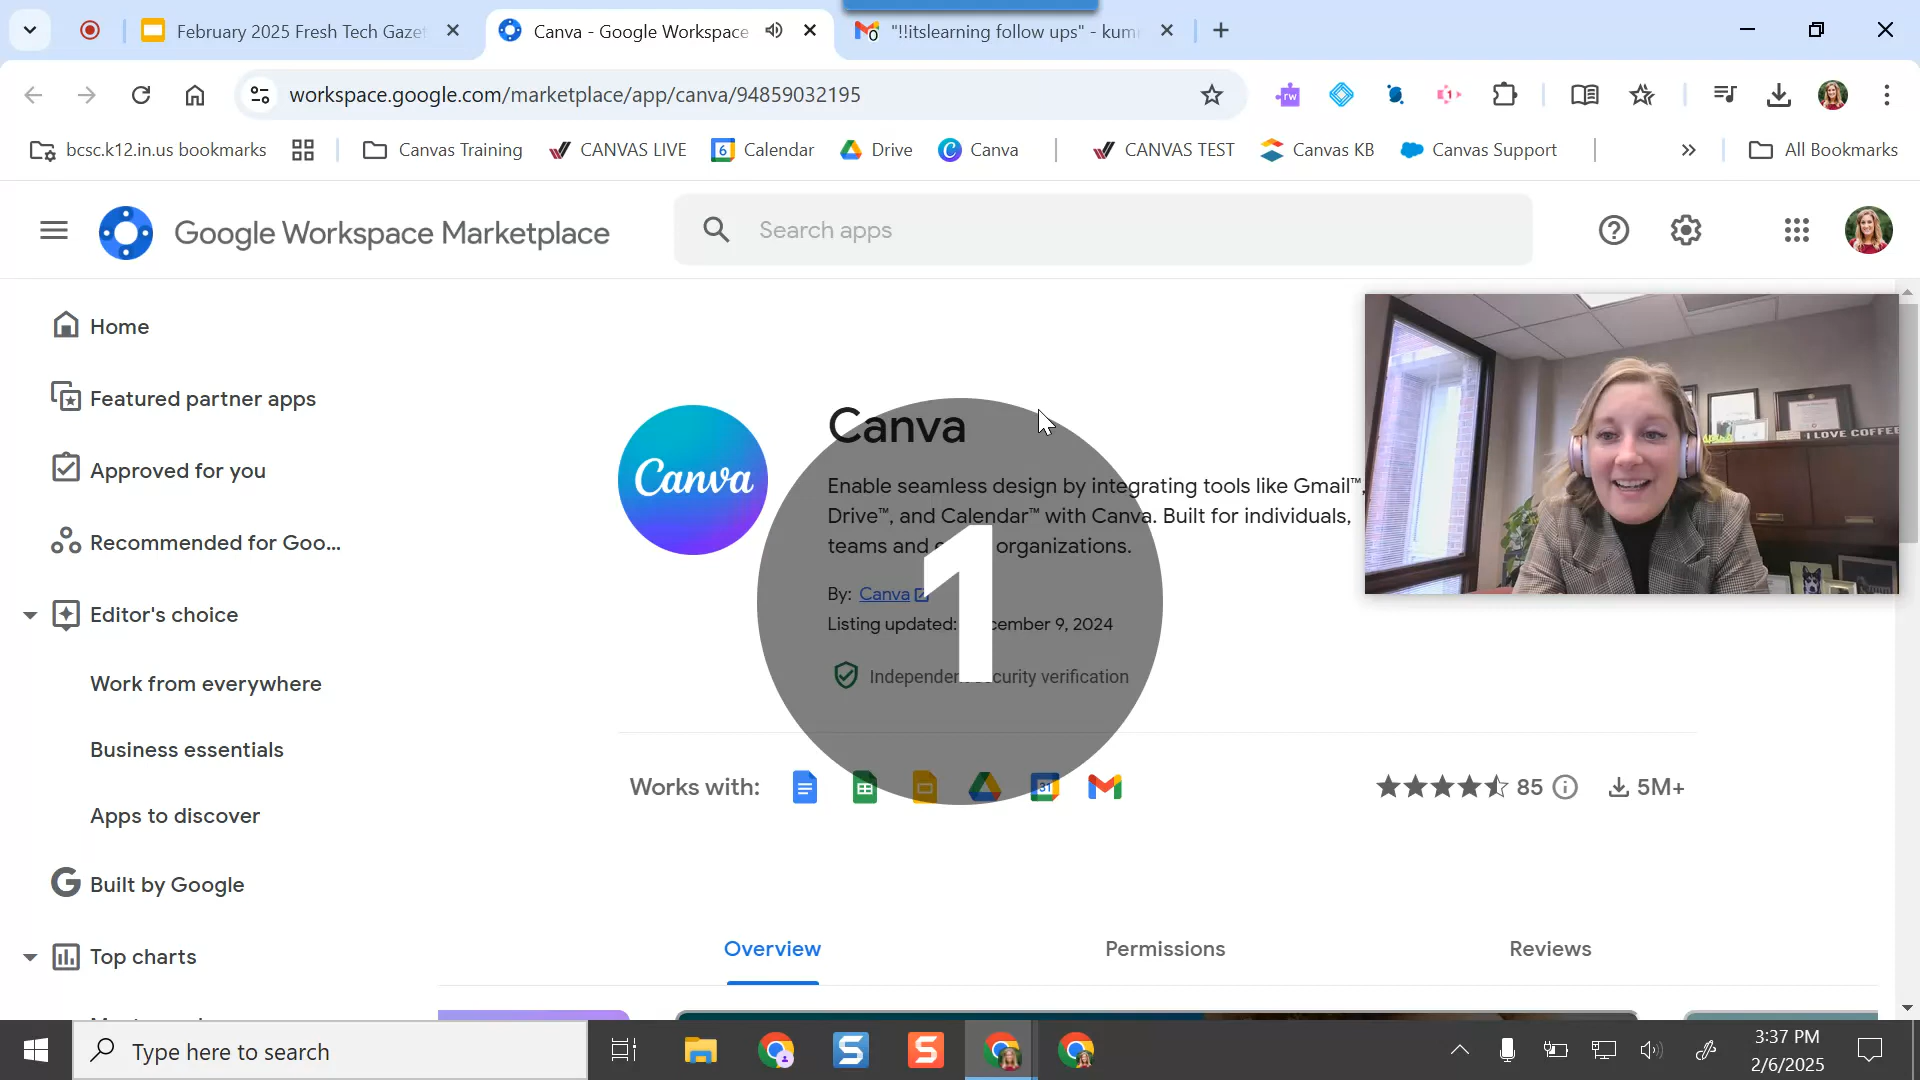 February 2025 Fresh Tech Gaze
Canva - Google Workspace
"!!itslearning follow ups" - kum
workspace.google.com/marketplace/app/canva/94859032195
bcsc.k12.in.us bookmarks
Canvas Training
CANVAS LIVE
Calendar
Drive
Canva
CANVAS TEST
Canvas KB
Canvas Support
All Bookmarks
Google Workspace Marketplace
Search apps
Home
Featured partner apps
Approved for you
Recommended for Goo...
Editor's choice
Work from everywhere
Business essentials
Apps to discover
Built by Google
Top charts
Canva
Canva
Enable seamless design by integrating tools like Gmail™,
Drive™, and Calendar™ with Canva. Built for individuals,
teams and organizations.
By: Canva
Listing updated: cember 9, 2024
Independen curity verification
1
I LOVE COFFEE
Works with:
31
85
5M+
Overview
Permissions
Reviews
Type here to search
3:37 PM
2/6/2025